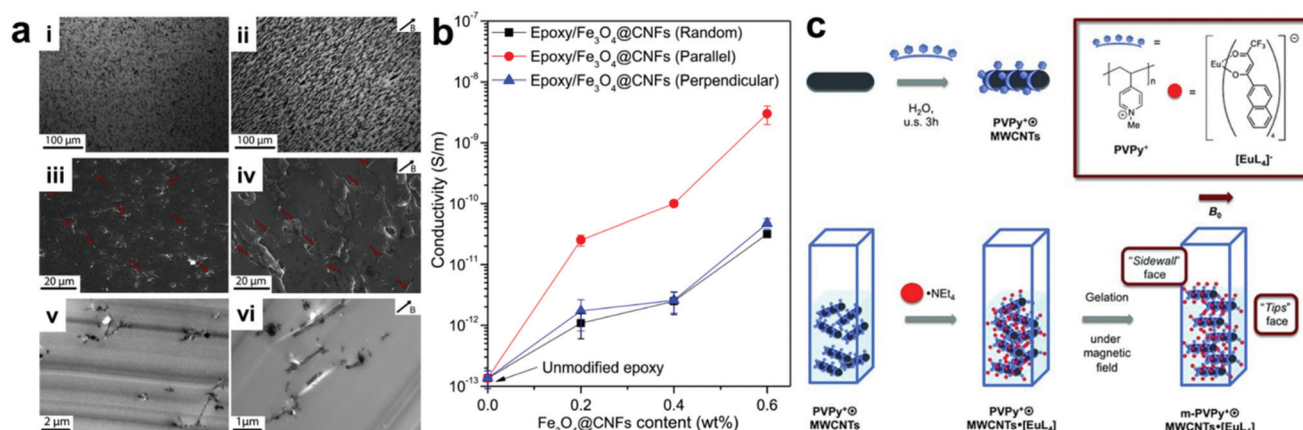 a
i
100 µm
ii
B
100 µm
iii
20 µm
iv
B
20 µm
v
2 µm
vi
B
1µm
b
Conductivity (S/m)
10⁻⁷
10⁻⁸
10⁻⁹
10⁻¹⁰
10⁻¹¹
10⁻¹²
10⁻¹³
Epoxy/Fe₃O₄@CNFs (Random)
Epoxy/Fe₃O₄@CNFs (Parallel)
Epoxy/Fe₃O₄@CNFs (Perpendicular)
Unmodified epoxy
0.0 0.2 0.4 0.6
Fe₃O₄@CNFs content (wt%)
c
H₂O,
u.s. 3h
PVPy⁺⊙
MWCNTs
=
n
N
⊕
Me
PVPy⁺
=
CF₃
O
Eu
O
4
⊖
[EuL₄]⁻
B₀
•NEt₄
Gelation
under
magnetic
field
"Sidewall"
face
"Tips"
face
PVPy⁺⊙
MWCNTs
PVPy⁺⊙
MWCNTs•[EuL₄]
m-PVPy⁺⊙